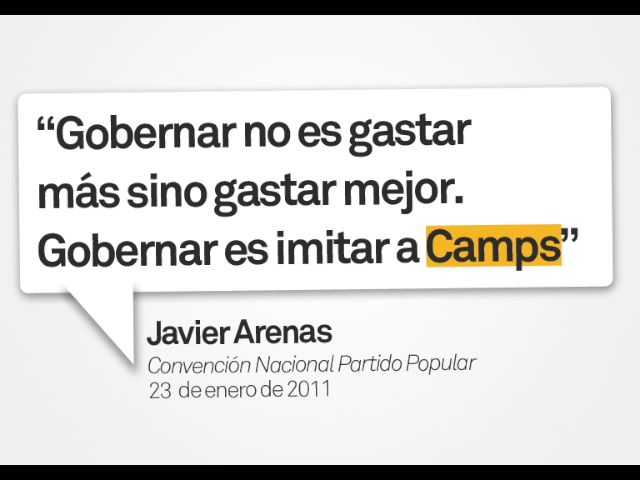 “Gobernar no es gastar
más sino gastar mejor.
Gobernar es imitar a Camps”
Javier Arenas
Convención Nacional Partido Popular
23 de enero de 2011